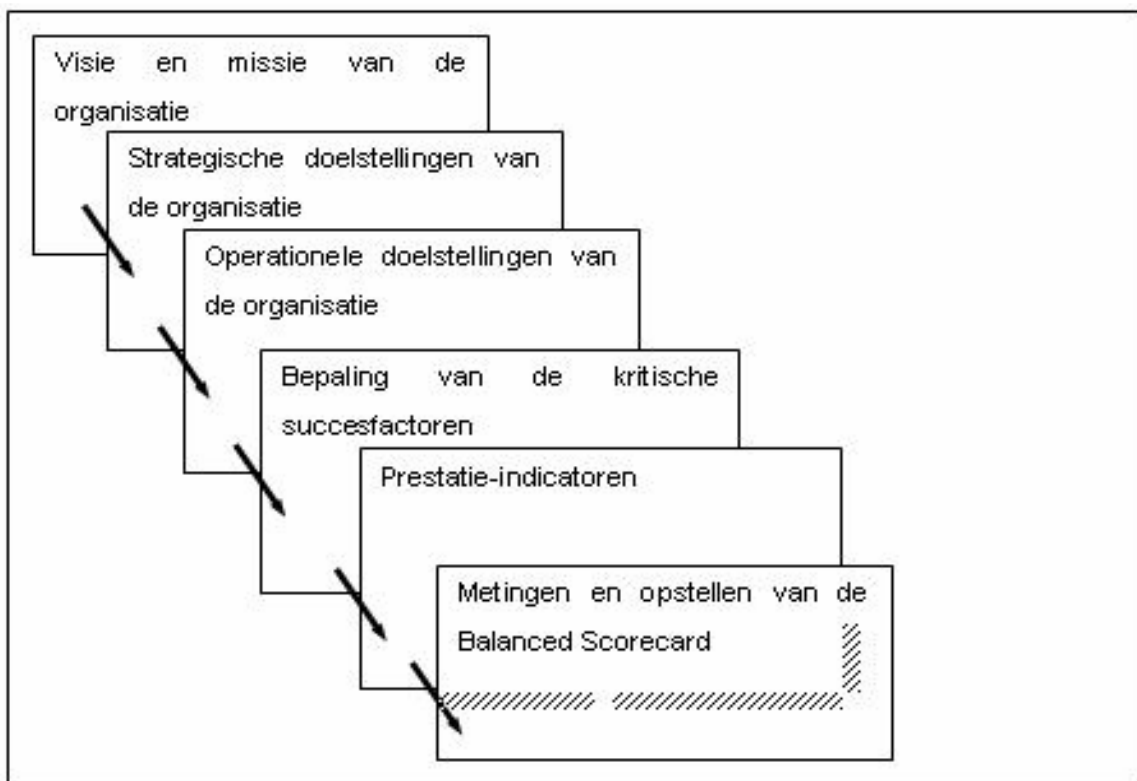 Visie en missie van de
organisatie
Strategische doelstellingen van
de organisatie
Operationele doelstellingen van
de organisatie
Bepaling van de kritische
succesfactoren
Prestatie-indicatoren
Metingen en opstellen van de
Balanced Scorecard